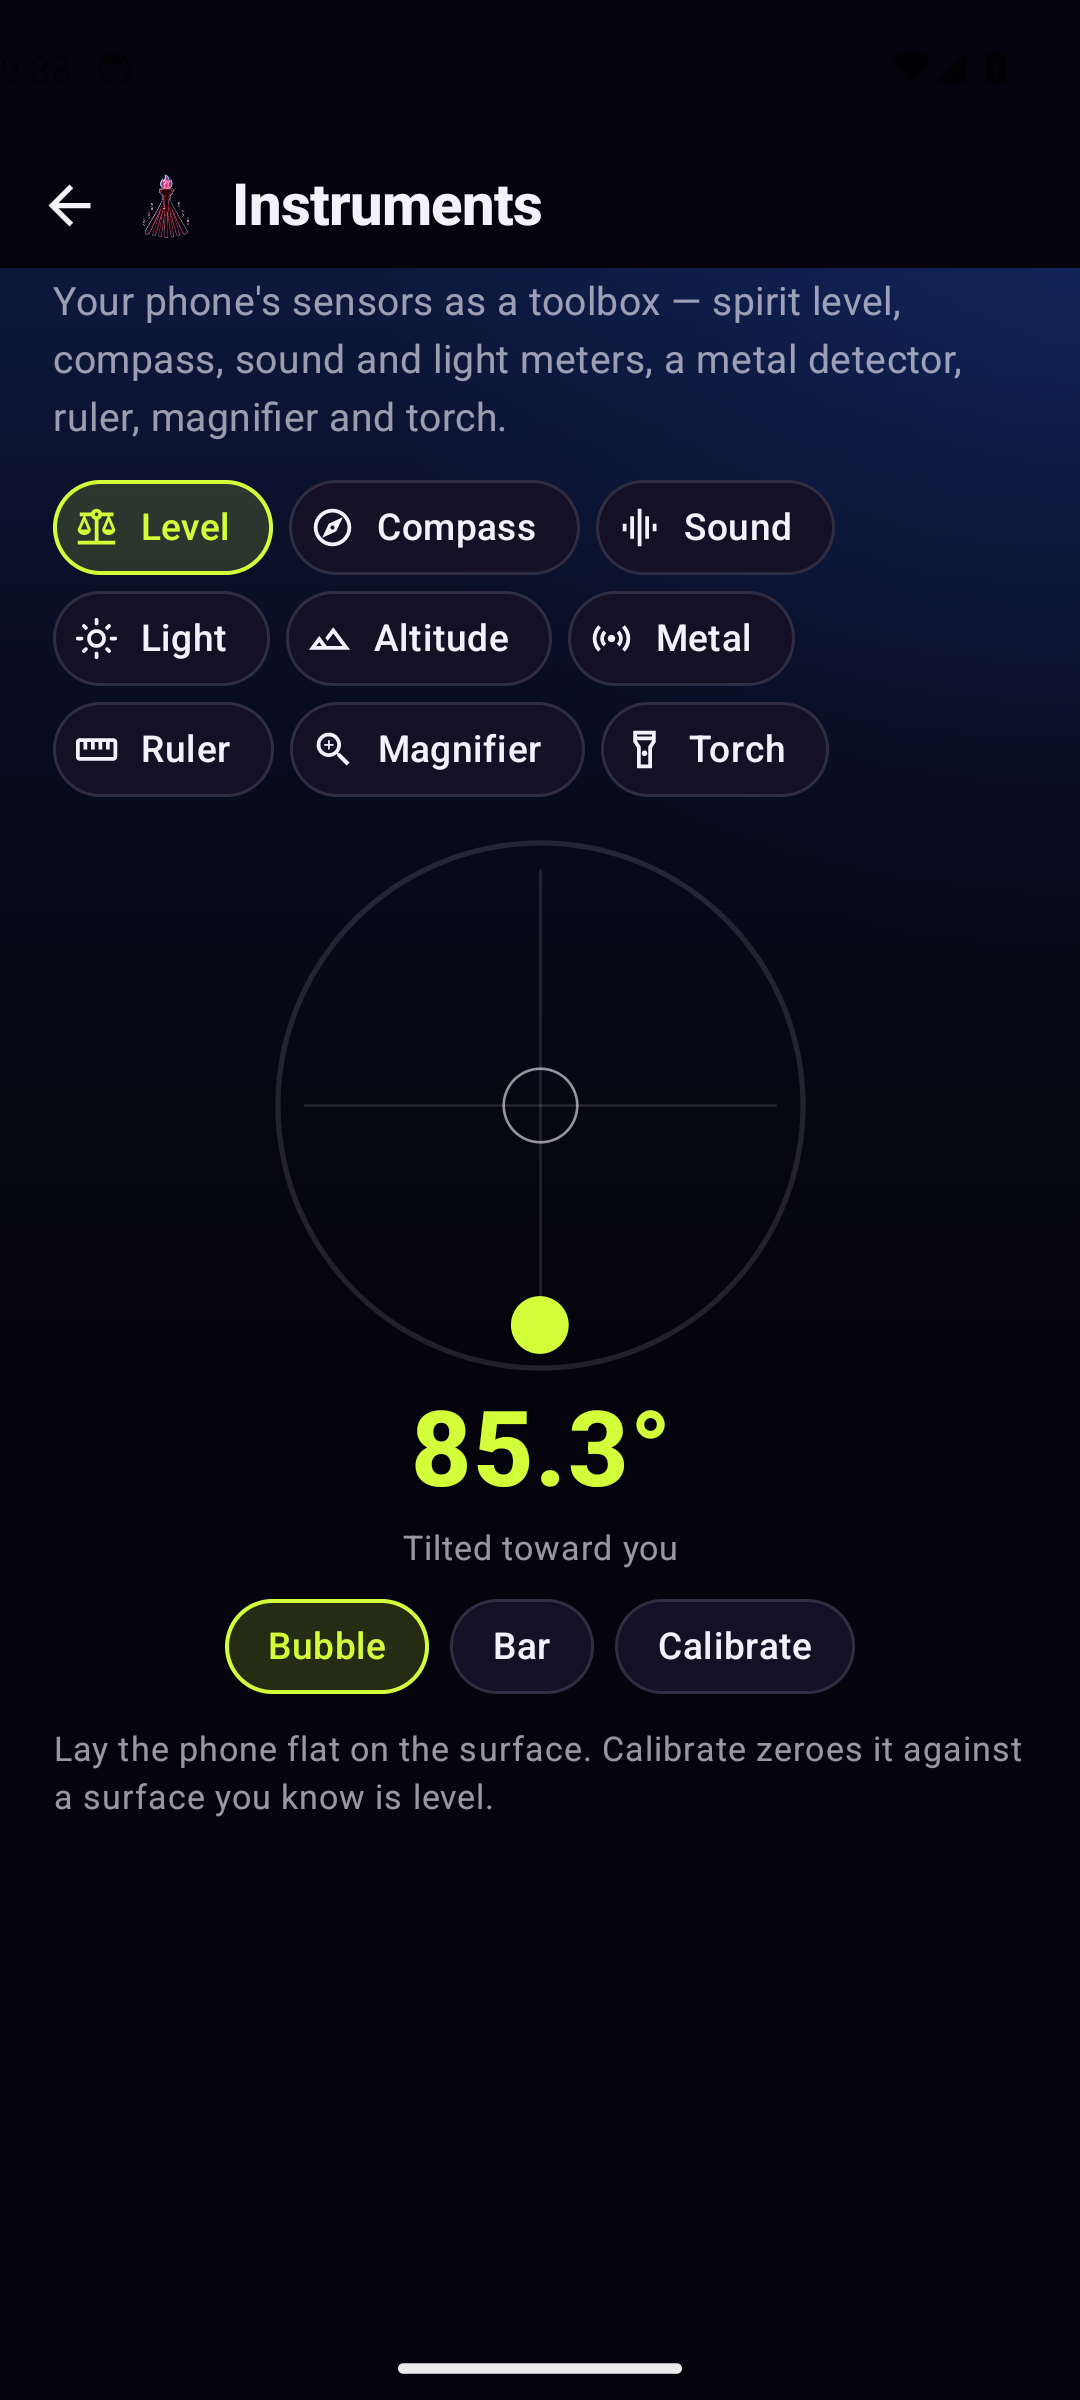 9:38
Instruments
Your phone's sensors as a toolbox — spirit level,
compass, sound and light meters, a metal detector,
ruler, magnifier and torch.
Level
Compass
Sound
Light
Altitude
Metal
Ruler
Magnifier
Torch
85.3°
Tilted toward you
Bubble
Bar
Calibrate
Lay the phone flat on the surface. Calibrate zeroes it against
a surface you know is level.